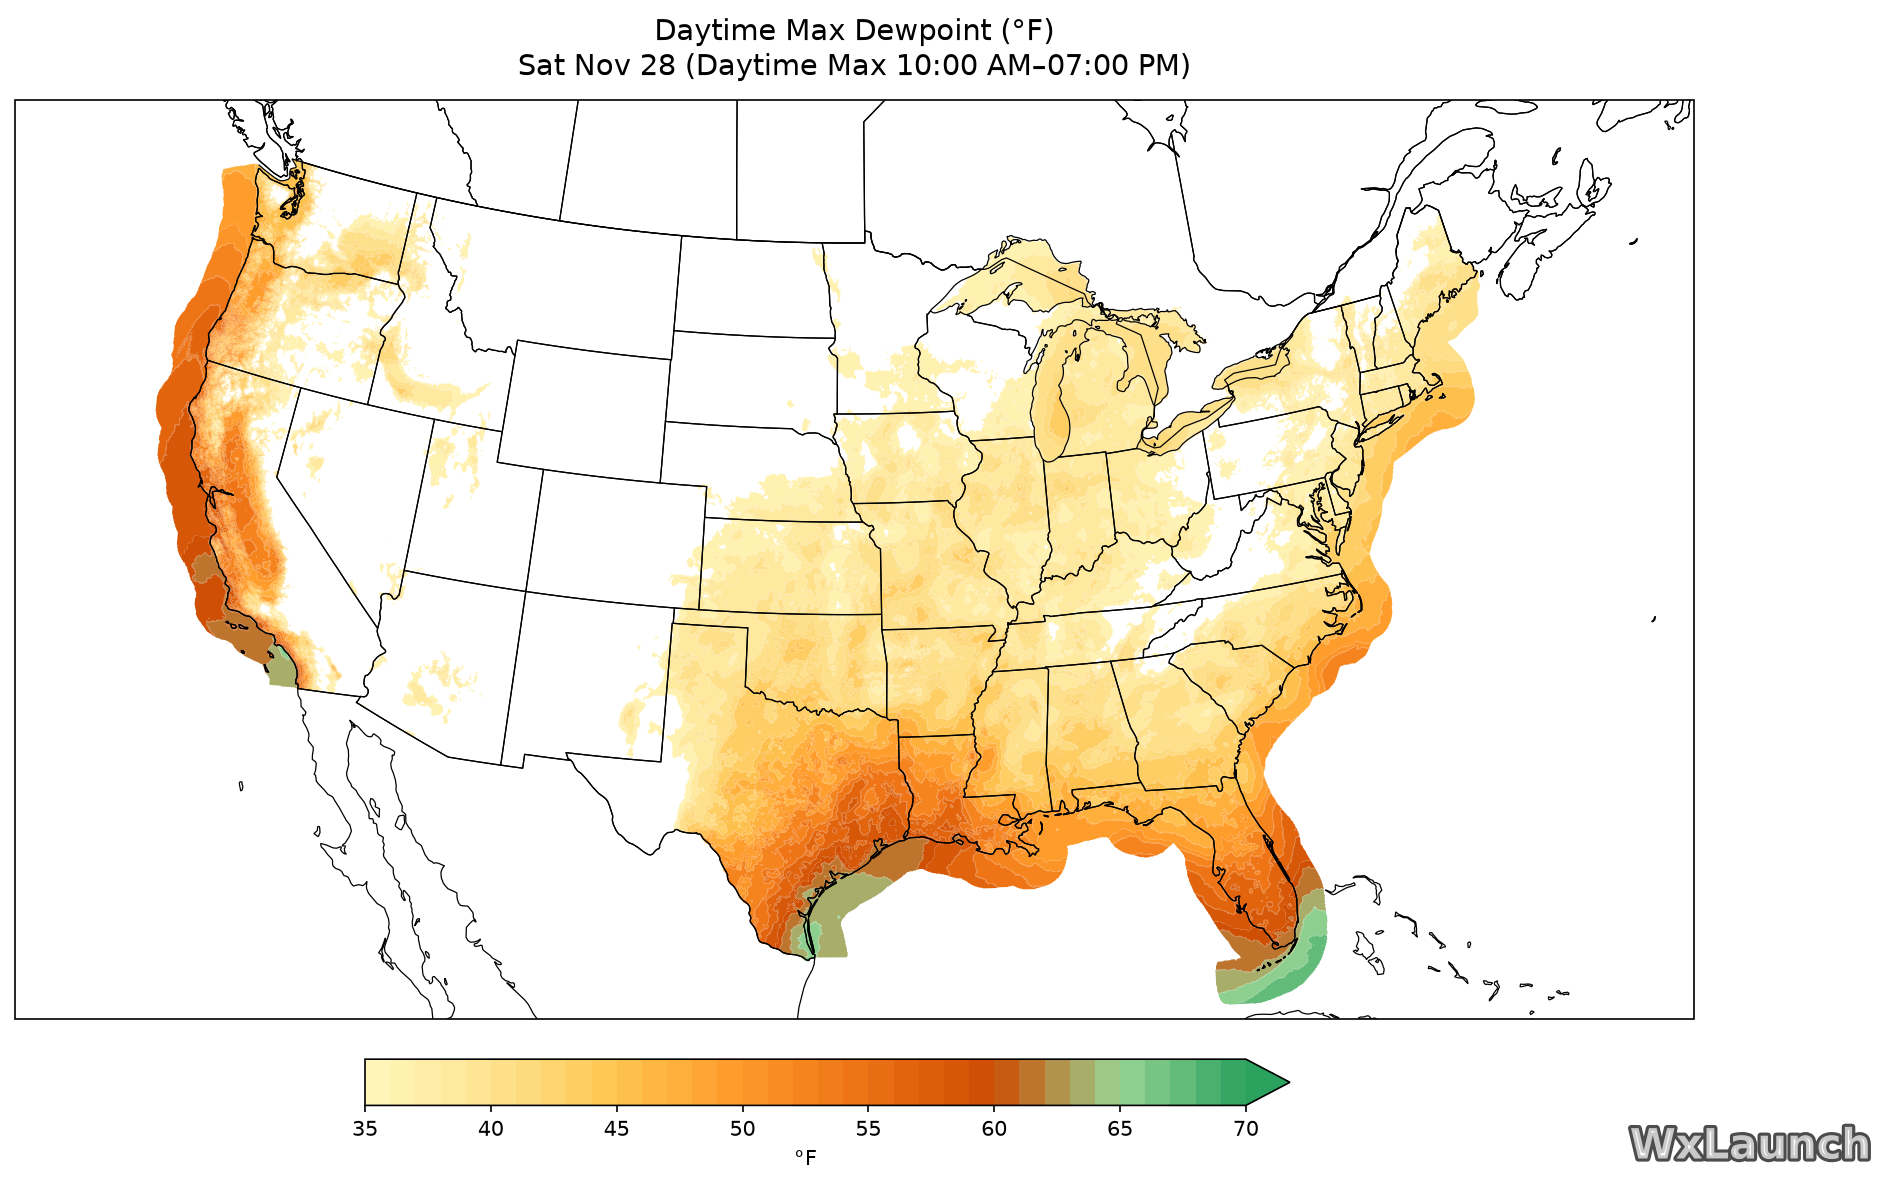 Daytime Max Dewpoint (°F)
Sat Nov 28 (Daytime Max 10:00 AM–07:00 PM)
35 40 45 50 55 60 65 70
°F
WxLaunch